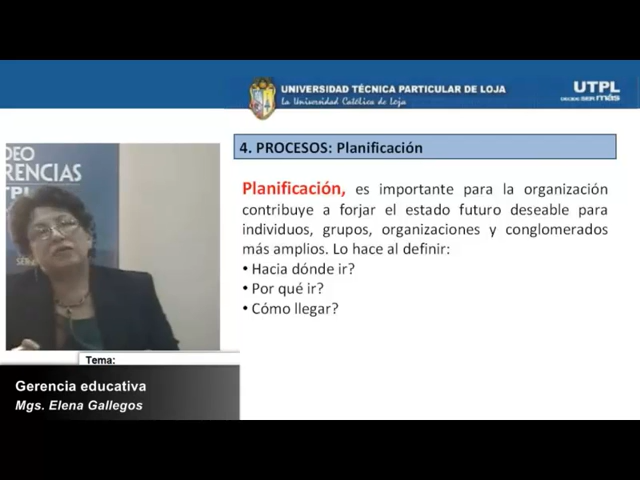 UNIVERSIDAD TÉCNICA PARTICULAR DE LOJA
La Universidad Católica de Loja
UTPL
4. PROCESOS: Planificación
Planificación, es importante para la organización
contribuye a forjar el estado futuro deseable para
individuos, grupos, organizaciones y conglomerados
más amplios. Lo hace al definir:
• Hacia dónde ir?
• Por qué ir?
• Cómo llegar?
DEO
ERENCIAS
TPL
Tema:
Gerencia educativa
Mgs. Elena Gallegos